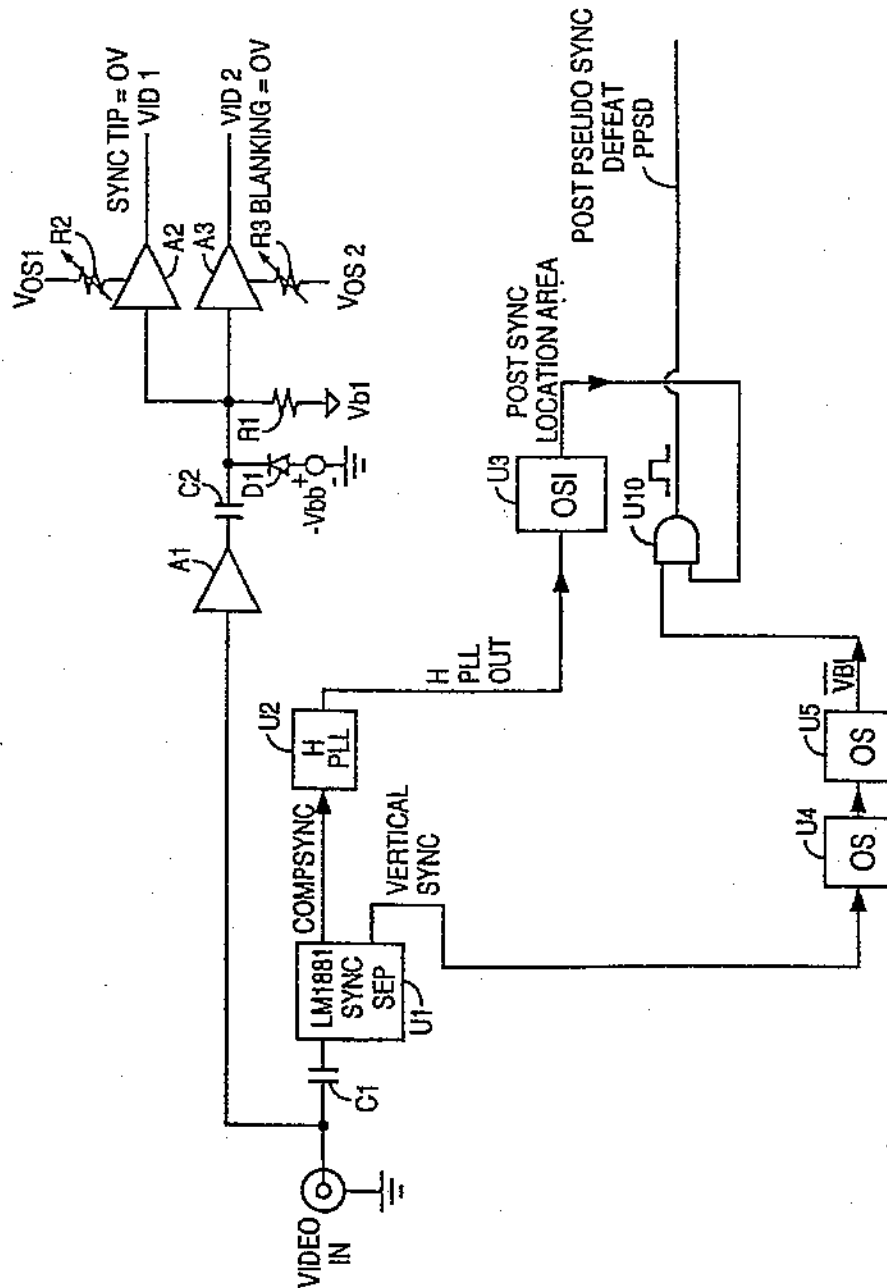 VIDEO
IN
C1
LM1881
SYNC
SEP
U1
COMPSYNC
VERTICAL
SYNC
U2
H
PLL
H
PLL
OUT
A1
C2
D1
+
-
-Vbb
R1
Vb1
VOS1
R2
A2
SYNC TIP = OV
VID 1
A3
VID 2
R3 BLANKING = OV
VOS 2
U3
OSI
POST SYNC
LOCATION AREA
U4
OS
U5
OS
VBI
U10
POST PSEUDO SYNC
DEFEAT
PPSD